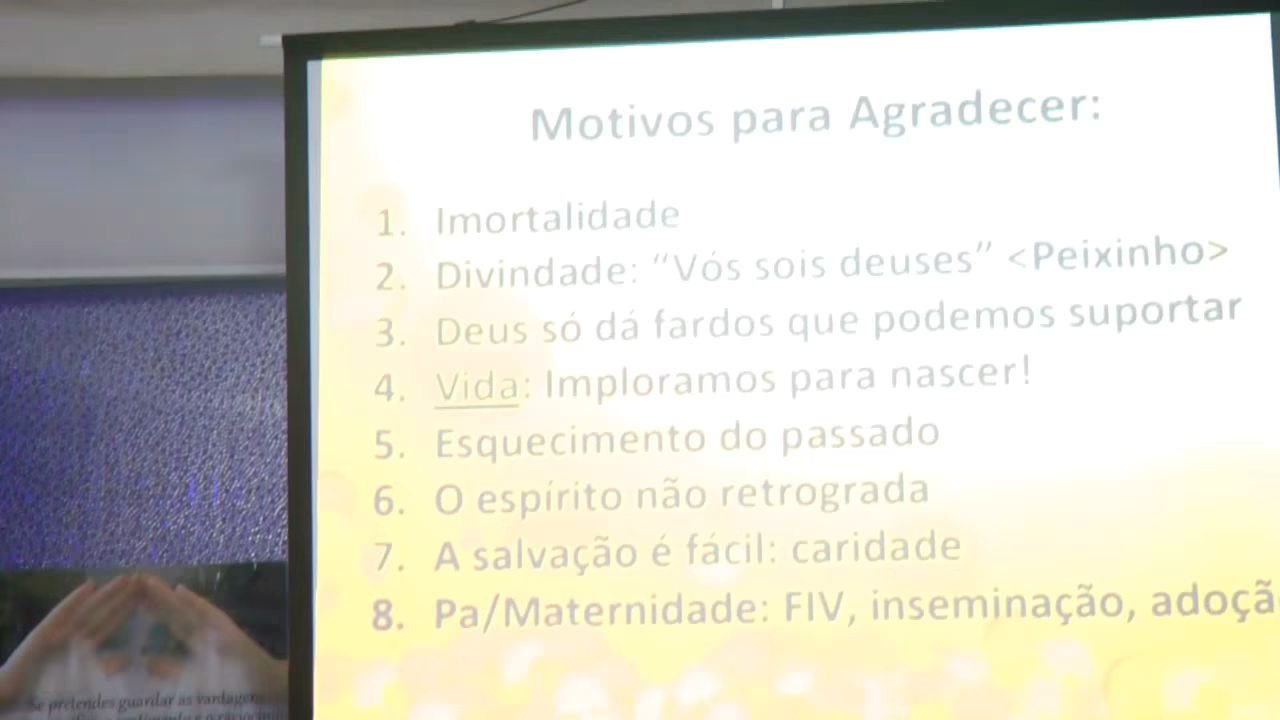 Motivos para Agradecer:
1. Imortalidade
2. Divindade: “Vós sois deuses” <Peixinho>
3. Deus só dá fardos que podemos suportar
4. Vida: Imploramos para nascer!
5. Esquecimento do passado
6. O espírito não retrograda
7. A salvação é fácil: caridade
8. Pa/Maternidade: FIV, inseminação, adoçã
Se pretendes guardar as vantagens